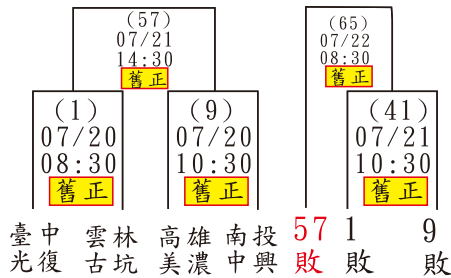 (57)
07/21
14:30
舊正
(65)
07/22
08:30
舊正
(1)
07/20
08:30
舊正
(9)
07/20
10:30
舊正
(41)
07/21
10:30
舊正
臺中 雲林 高雄 南投 57 1 9
光復 古坑 美濃 中興 敗 敗 敗